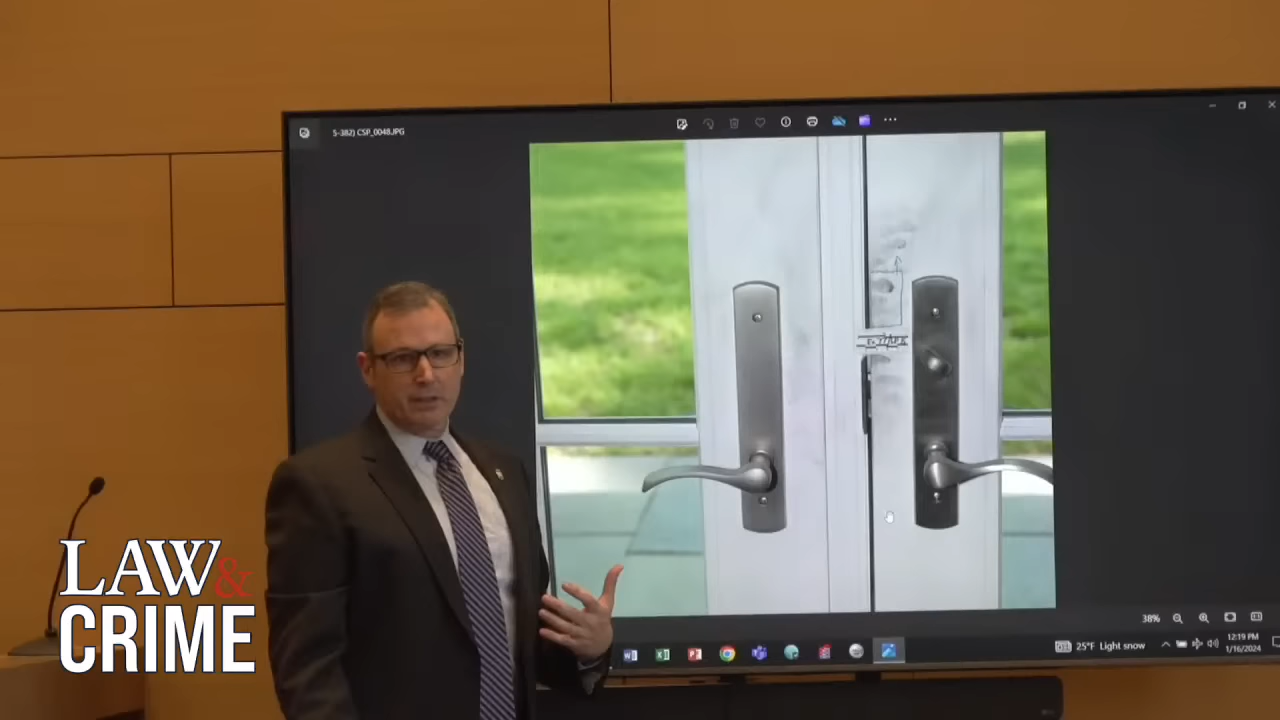 5-382) CSP_0048.JPG
38%
25°F Light snow
12:19 PM
1/16/2024
LAW&
CRIME